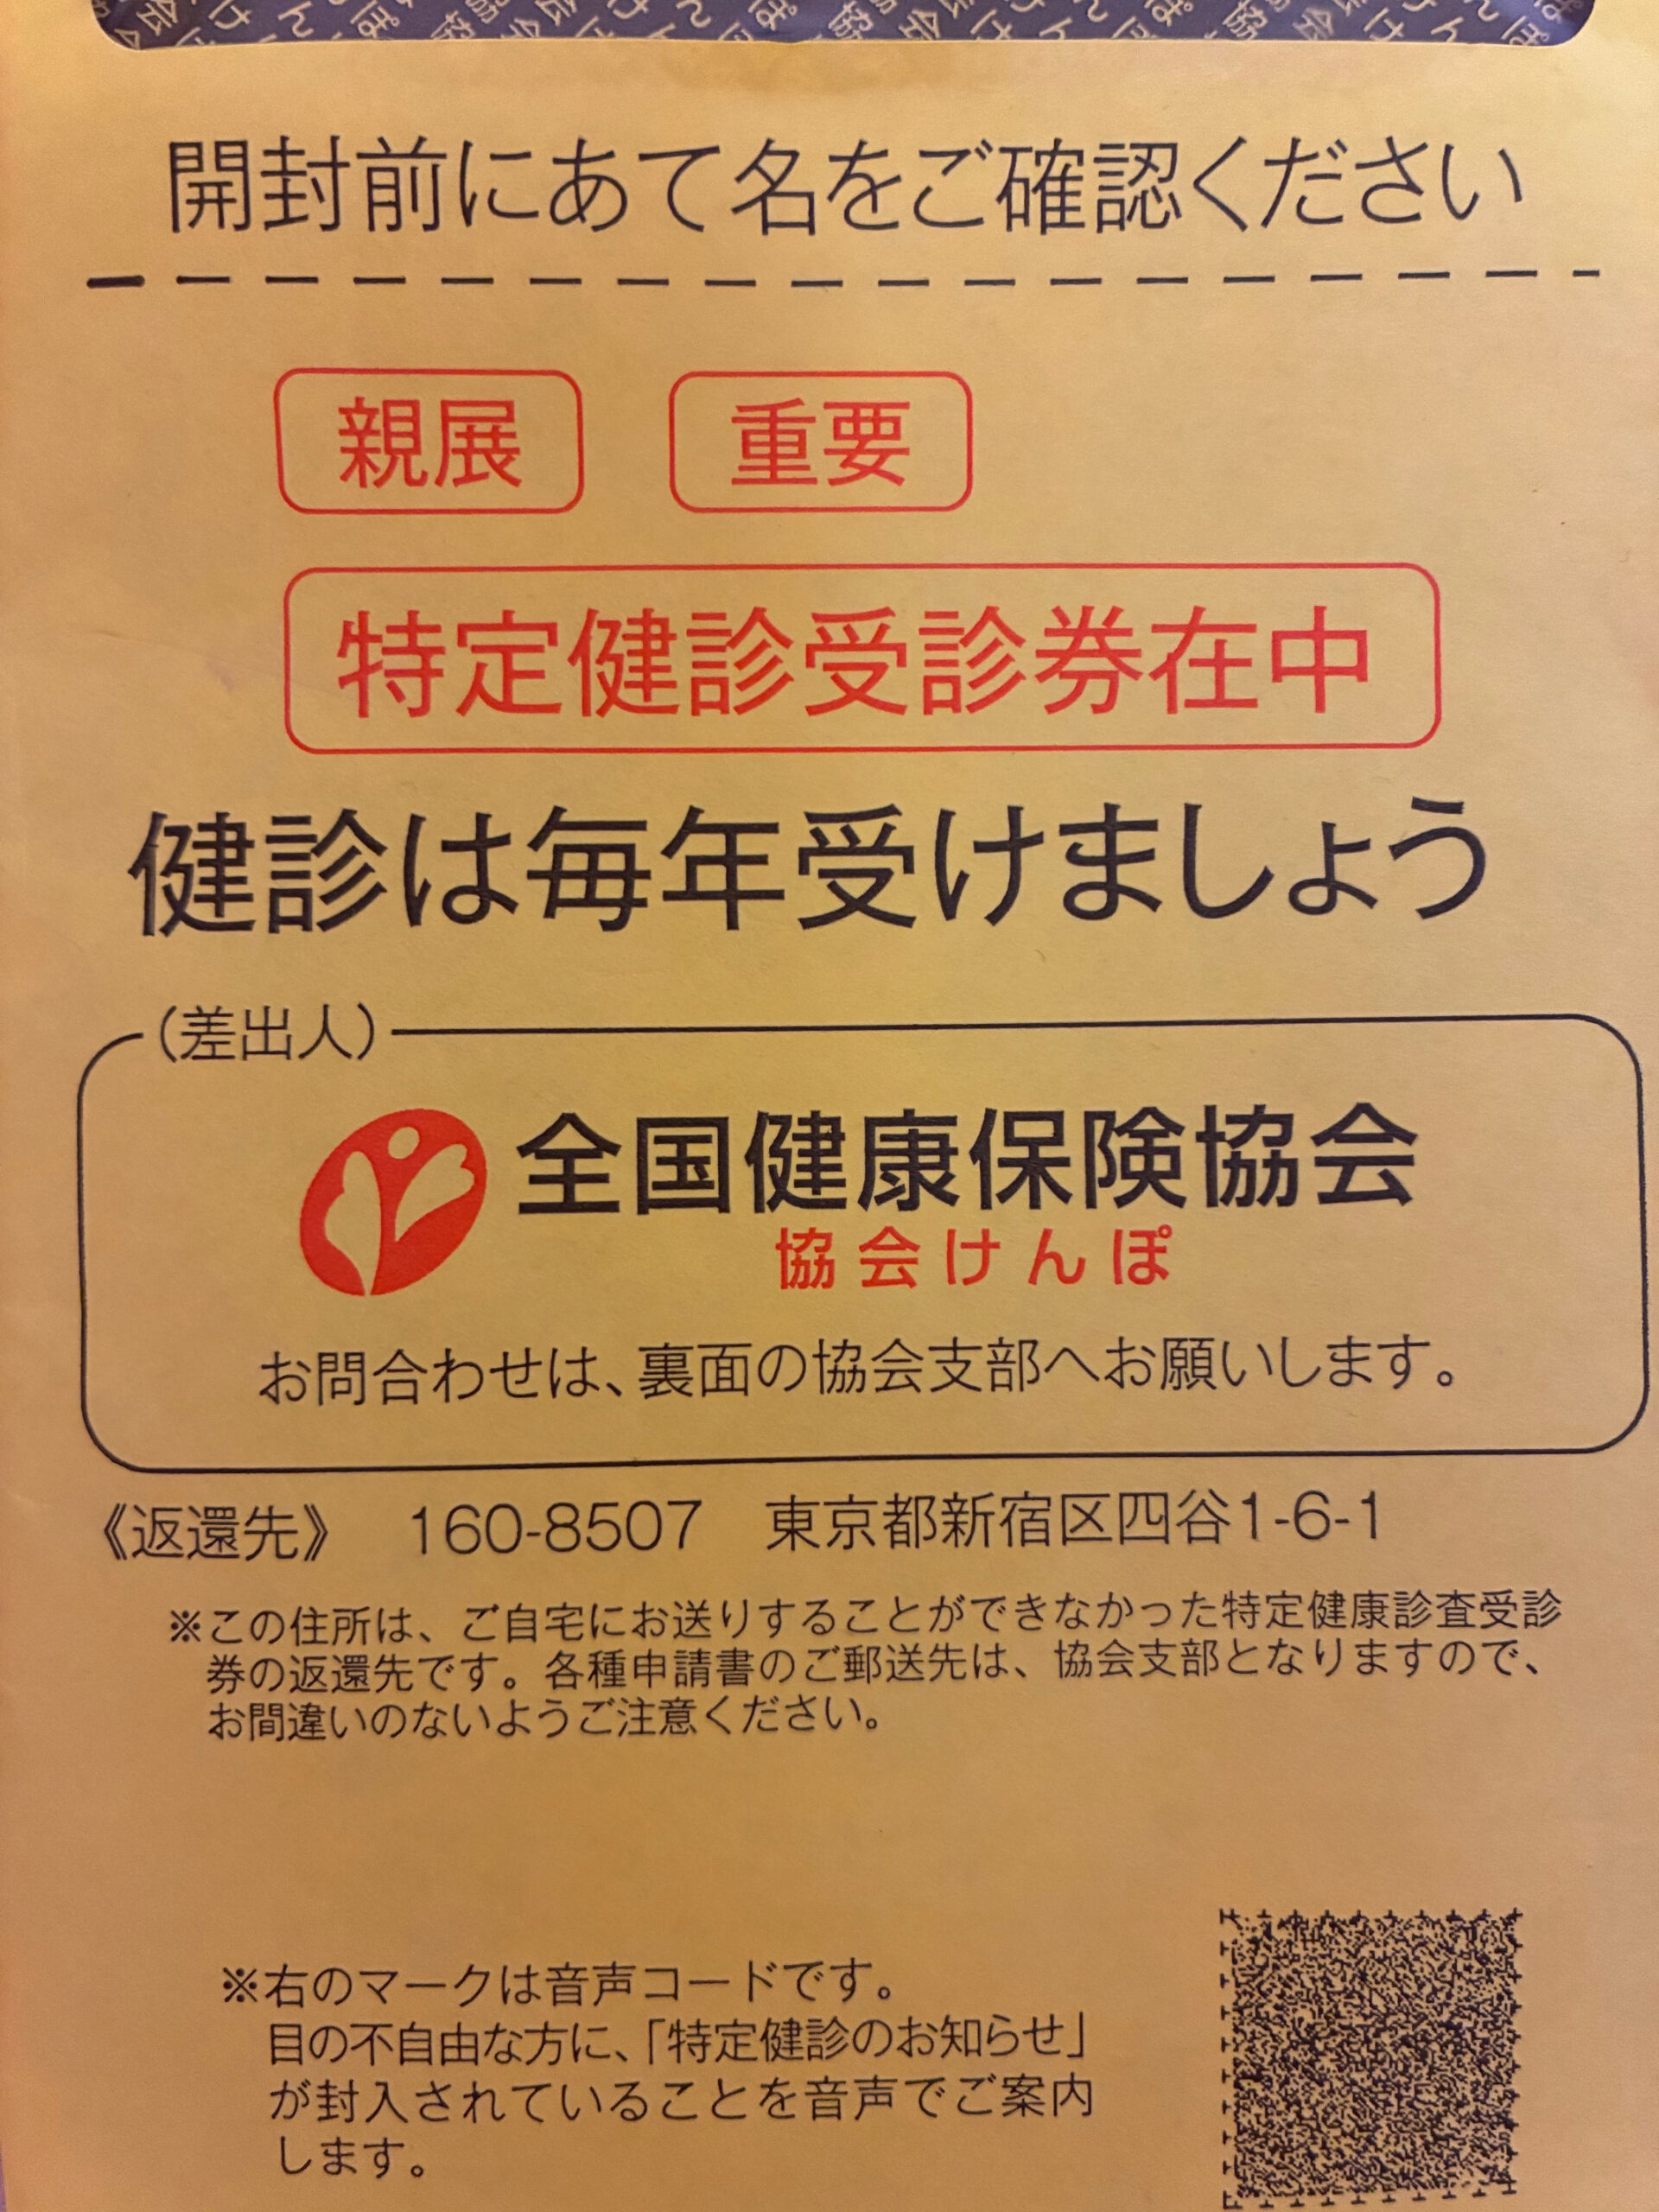 開封前にあて名をご確認ください
親展　重要
特定健診受診券在中
健診は毎年受けましょう
（差出人）
全国健康保険協会
協会けんぽ
お問合わせは、裏面の協会支部へお願いします。
《返還先》　160-8507　東京都新宿区四谷1-6-1
※この住所は、ご自宅にお送りすることができなかった特定健康診査受診
券の返還先です。各種申請書のご郵送先は、協会支部となりますので、
お間違いのないようご注意ください。
※右のマークは音声コードです。
目の不自由な方に、「特定健診のお知らせ」
が封入されていることを音声でご案内
します。